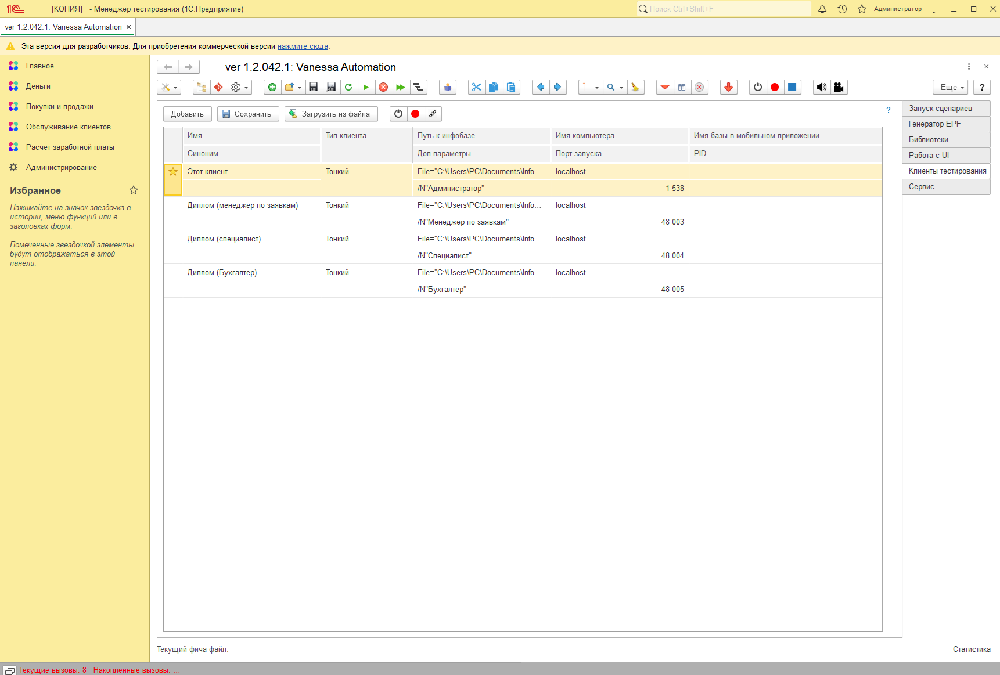 [КОПИЯ] - Менеджер тестирования (1С:Предприятие)
Поиск Ctrl+Shift+F
Администратор
ver 1.2.042.1: Vanessa Automation
Эта версия для разработчиков. Для приобретения коммерческой версии нажмите сюда.
Главное
Деньги
Покупки и продажи
Обслуживание клиентов
Расчет заработной платы
Администрирование
Избранное
Нажимайте на значок звездочка в
истории, меню функций или в
заголовках форм.
Помеченные звездочкой элементы
будут отображаться в этой
панели.
ver 1.2.042.1: Vanessa Automation
Еще
?
Добавить
Сохранить
Загрузить из файла
?
Имя
Тип клиента
Путь к инфобазе
Имя компьютера
Имя базы в мобильном приложении
Синоним
Доп.параметры
Порт запуска
PID
Этот клиент
Тонкий
File="C:\Users\PC\Documents\Info...
localhost
/N"Администратор"
1 538
Диплом (менеджер по заявкам)
Тонкий
File="C:\Users\PC\Documents\Info...
localhost
/N"Менеджер по заявкам"
48 003
Диплом (специалист)
Тонкий
File="C:\Users\PC\Documents\Info...
localhost
/N"Специалист"
48 004
Диплом (Бухгалтер)
Тонкий
File="C:\Users\PC\Documents\Info...
localhost
/N"Бухгалтер"
48 005
Запуск сценариев
Генератор EPF
Библиотеки
Работа с UI
Клиенты тестирования
Сервис
Текущий фича файл:
Статистика
Текущие вызовы: 8 Накопленные вызовы: ...